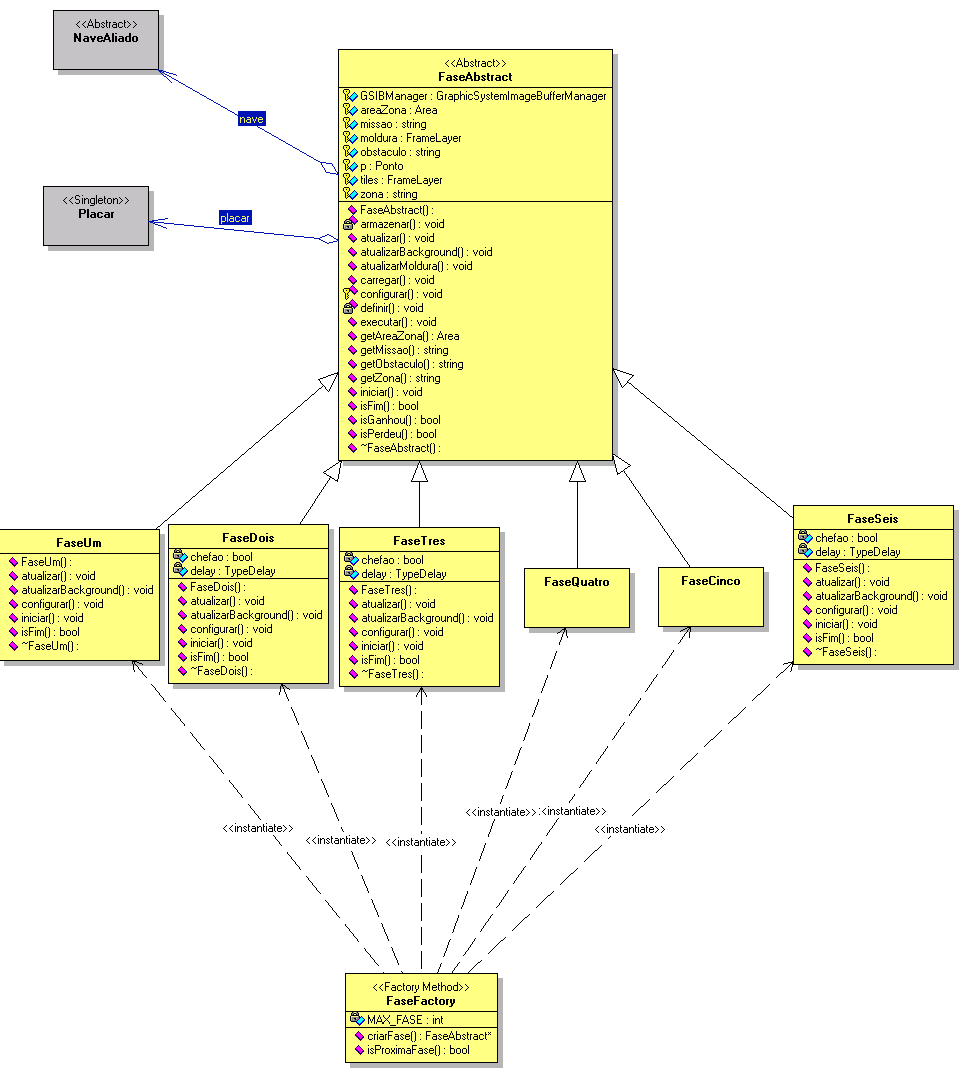 <<Abstract>>
NaveAliado
nave
<<Singleton>>
Placar
placar
<<Abstract>>
FaseAbstract
GSIBManager : GraphicSystemImageBufferManager
areaZona : Area
missao : string
moldura : FrameLayer
obstaculo : string
p : Ponto
tiles : FrameLayer
zona : string
FaseAbstract() :
armazenar() : void
atualizar() : void
atualizarBackground() : void
atualizarMoldura() : void
carregar() : void
configurar() : void
definir() : void
executar() : void
getAreaZona() : Area
getMissao() : string
getObstaculo() : string
getZona() : string
iniciar() : void
isFim() : bool
isGanhou() : bool
isPerdeu() : bool
~FaseAbstract() :
FaseUm
FaseUm() :
atualizar() : void
atualizarBackground() : void
configurar() : void
iniciar() : void
isFim() : bool
~FaseUm() :
FaseDois
chefao : bool
delay : TypeDelay
FaseDois() :
atualizar() : void
atualizarBackground() : void
configurar() : void
iniciar() : void
isFim() : bool
~FaseDois() :
FaseTres
chefao : bool
delay : TypeDelay
FaseTres() :
atualizar() : void
atualizarBackground() : void
configurar() : void
iniciar() : void
isFim() : bool
~FaseTres() :
FaseQuatro
FaseCinco
FaseSeis
chefao : bool
delay : TypeDelay
FaseSeis() :
atualizar() : void
atualizarBackground() : void
configurar() : void
iniciar() : void
isFim() : bool
~FaseSeis() :
<<instantiate>>
<<instantiate>>
<<instantiate>>
<<instantiate>>
<<instantiate>>
<<instantiate>>
<<Factory Method>>
FaseFactory
MAX_FASE : int
criarFase() : FaseAbstract*
isProximaFase() : bool